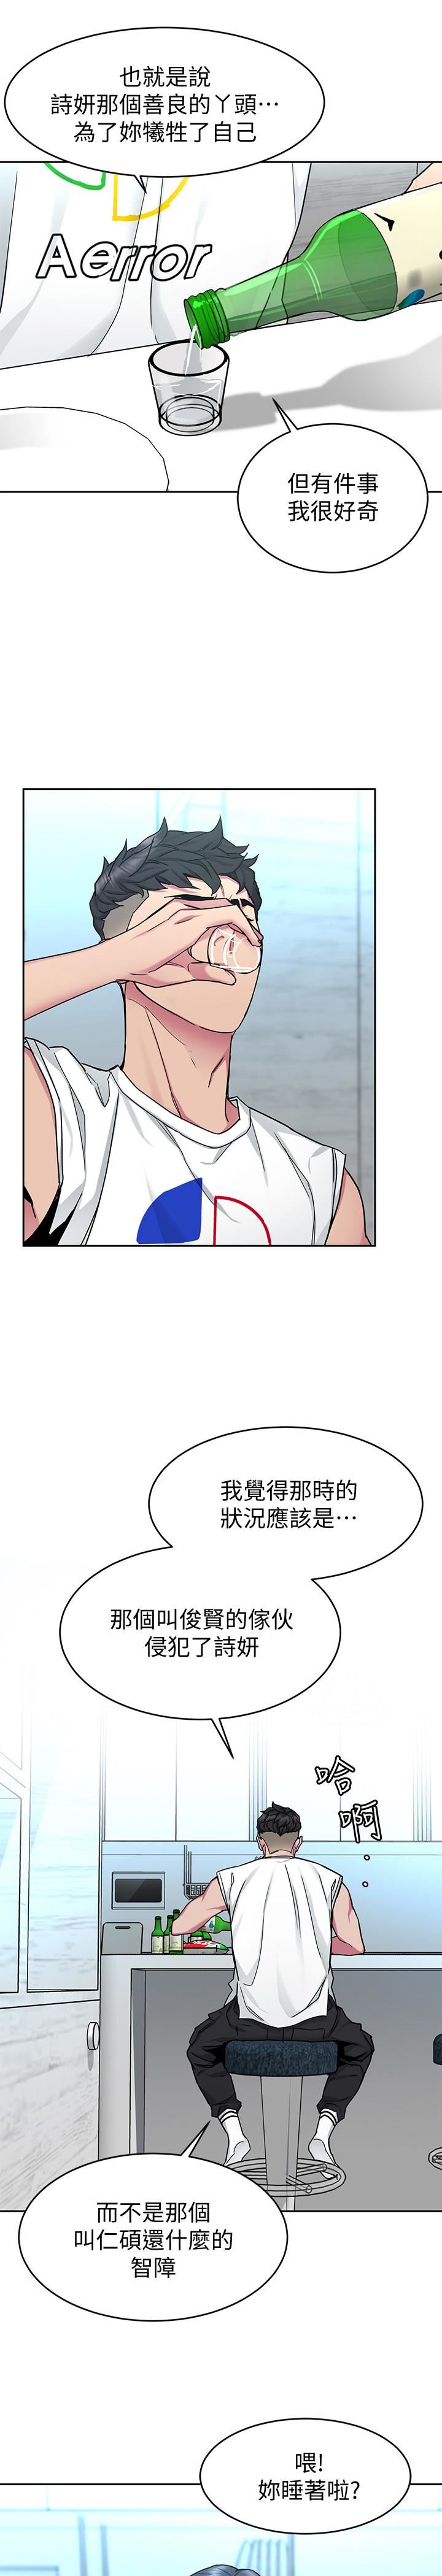 也就是說
詩妍那個善良的丫頭…
為了妳犧牲了自己
Aerror
但有件事
我很好奇
我覺得那時的
狀況應該是…
那個叫俊賢的傢伙
侵犯了詩妍
哈
啊
而不是那個
叫仁碩還什麼的
智障
喂!
妳睡著啦?